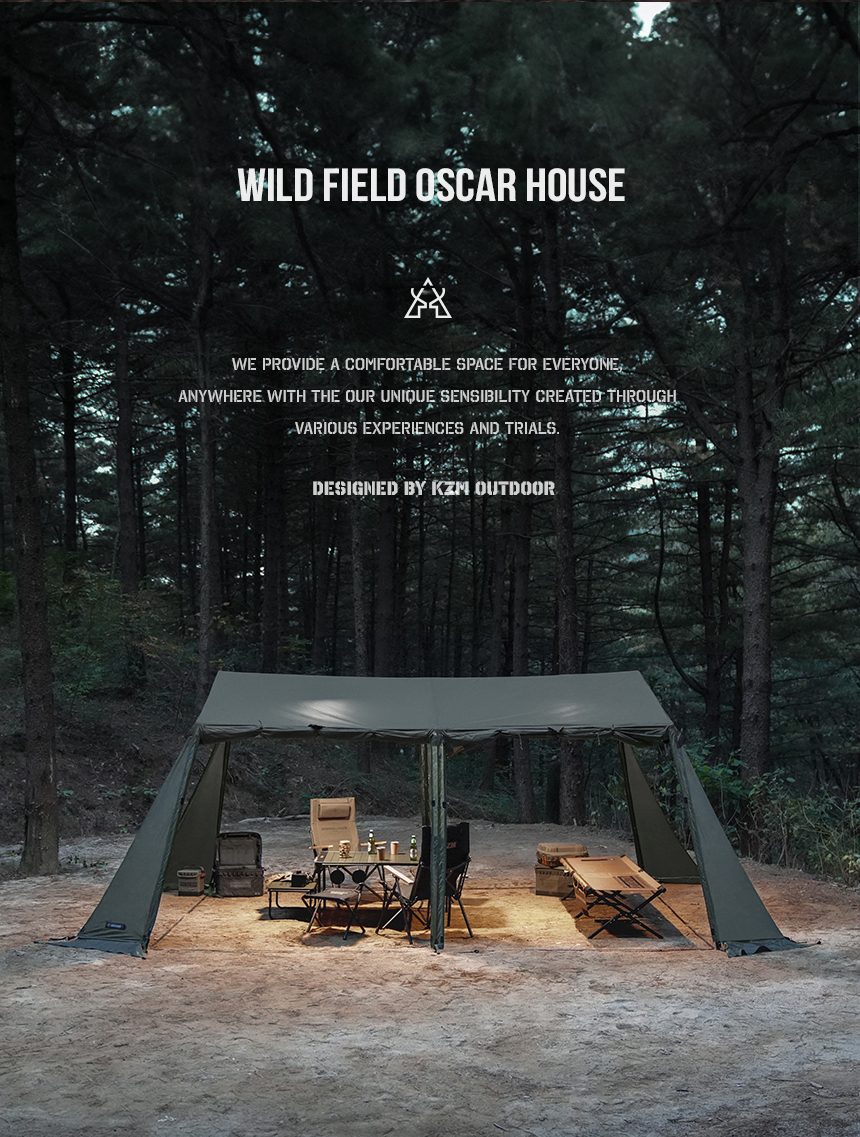 WILD FIELD OSCAR HOUSE
WE PROVIDE A COMFORTABLE SPACE FOR EVERYONE,
ANYWHERE WITH THE OUR UNIQUE SENSIBILITY CREATED THROUGH
VARIOUS EXPERIENCES AND TRIALS.
DESIGNED BY KZM OUTDOOR